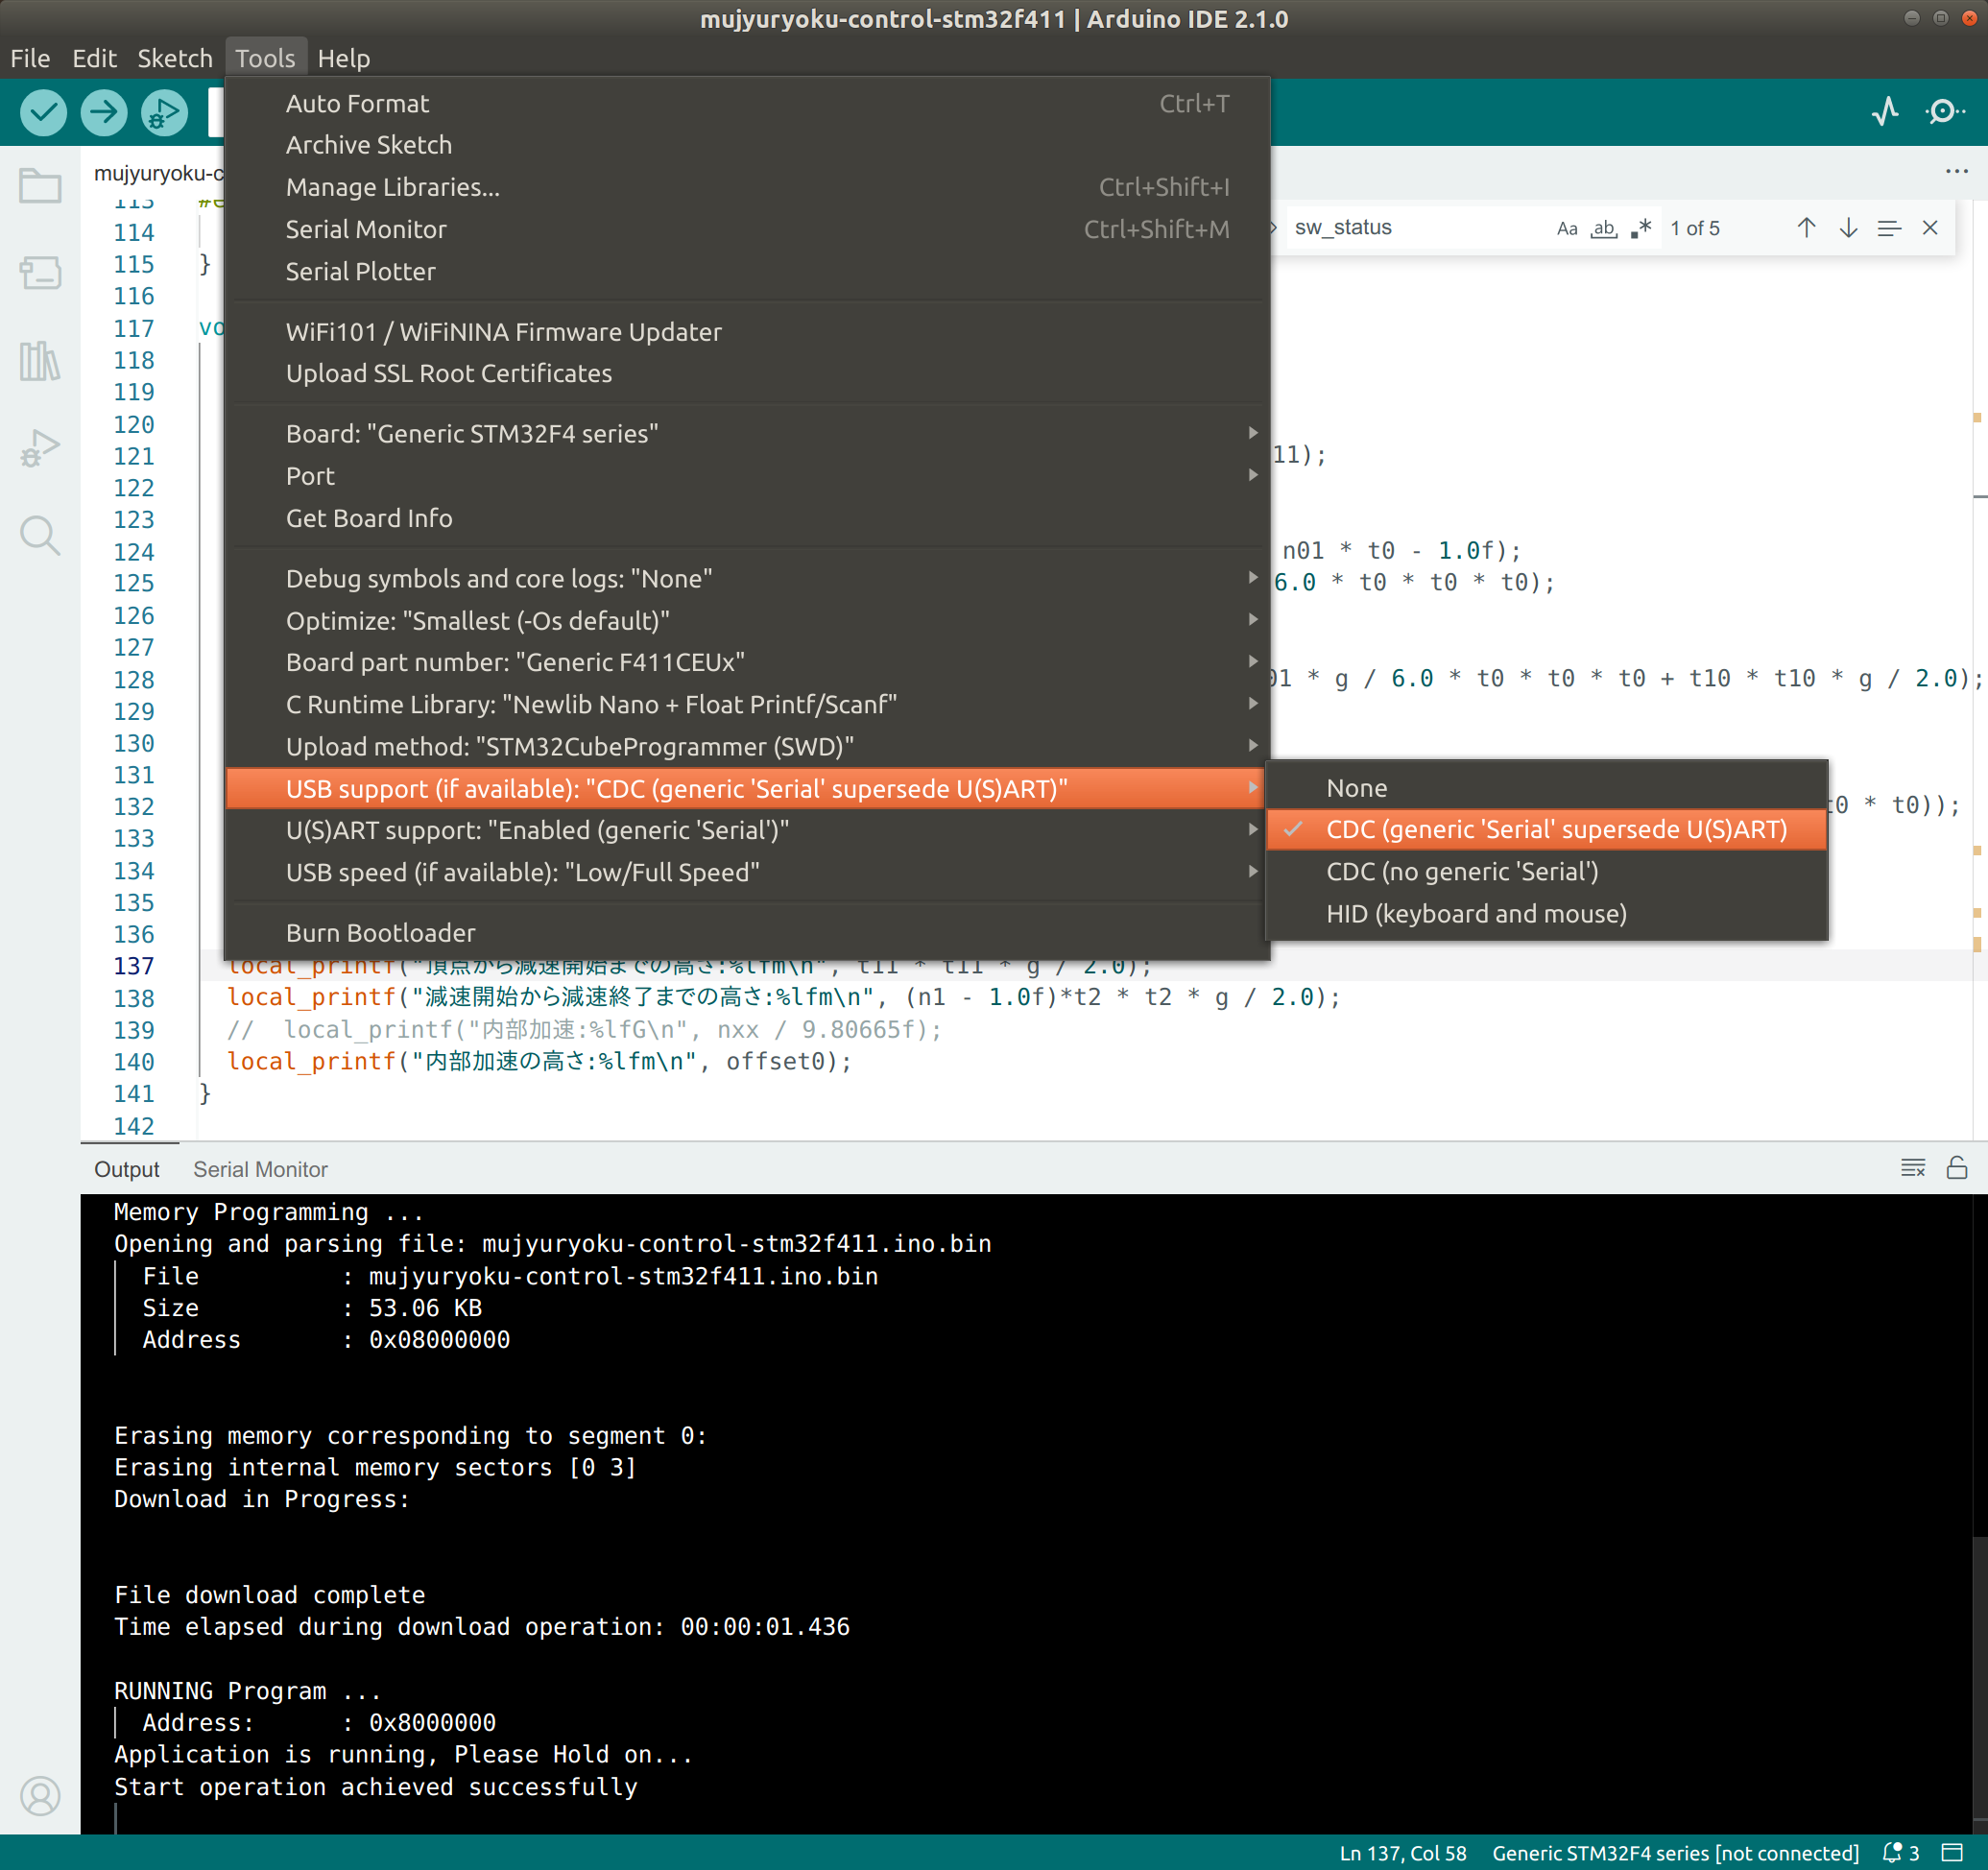 mujyuryoku-control-stm32f411 | Arduino IDE 2.1.0
File Edit Sketch Tools Help
Auto Format Ctrl+T
Archive Sketch
Manage Libraries... Ctrl+Shift+I
Serial Monitor Ctrl+Shift+M
Serial Plotter
WiFi101 / WiFiNINA Firmware Updater
Upload SSL Root Certificates
Board: "Generic STM32F4 series"
Port
Get Board Info
Debug symbols and core logs: "None"
Optimize: "Smallest (-Os default)"
Board part number: "Generic F411CEUx"
C Runtime Library: "Newlib Nano + Float Printf/Scanf"
Upload method: "STM32CubeProgrammer (SWD)"
USB support (if available): "CDC (generic 'Serial' supersede U(S)ART)"
U(S)ART support: "Enabled (generic 'Serial')"
USB speed (if available): "Low/Full Speed"
Burn Bootloader
None
CDC (generic 'Serial' supersede U(S)ART)
CDC (no generic 'Serial')
HID (keyboard and mouse)
mujyuryoku-c
sw_status Aa ab .* 1 of 5
113 #e
114
115 }
116
117 vo
118
119
120
121 11);
122
123
124 n01 * t0 - 1.0f);
125 6.0 * t0 * t0 * t0);
126
127
128 01 * g / 6.0 * t0 * t0 * t0 + t10 * t10 * g / 2.0);
129
130
131
132 t0 * t0));
133
134
135
136
137 local_printf("頂点から減速開始までの高さ:%lfm\n", t11 * t11 * g / 2.0);
138 local_printf("減速開始から減速終了までの高さ:%lfm\n", (n1 - 1.0f)*t2 * t2 * g / 2.0);
139 // local_printf("内部加速:%lfG\n", nxx / 9.80665f);
140 local_printf("内部加速の高さ:%lfm\n", offset0);
141 }
142
Output Serial Monitor
Memory Programming ...
Opening and parsing file: mujyuryoku-control-stm32f411.ino.bin
File : mujyuryoku-control-stm32f411.ino.bin
Size : 53.06 KB
Address : 0x08000000
Erasing memory corresponding to segment 0:
Erasing internal memory sectors [0 3]
Download in Progress:
File download complete
Time elapsed during download operation: 00:00:01.436
RUNNING Program ...
Address: : 0x8000000
Application is running, Please Hold on...
Start operation achieved successfully
Ln 137, Col 58 Generic STM32F4 series [not connected] 3